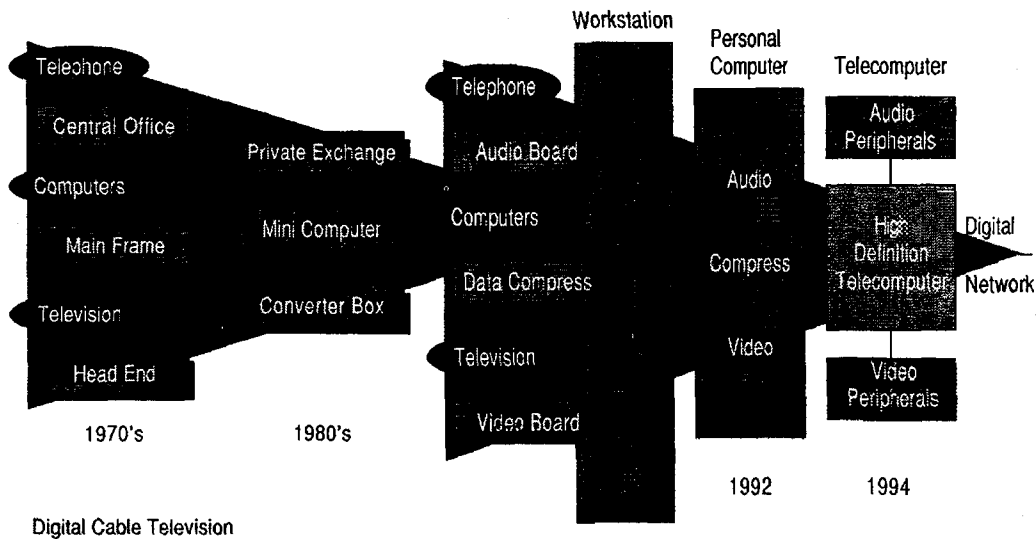 Workstation
Personal
Computer
Telecomputer
Telephone
Central Office
Computers
Main Frame
Television
Head End
1970's
Private Exchange
Mini Computer
Converter Box
1980's
Telephone
Audio Board
Computers
Data Compress
Television
Video Board
Audio
Compress
Video
1992
Audio
Peripherals
High
Definition
Telecomputer
Video
Peripherals
1994
Digital
Network
Digital Cable Television